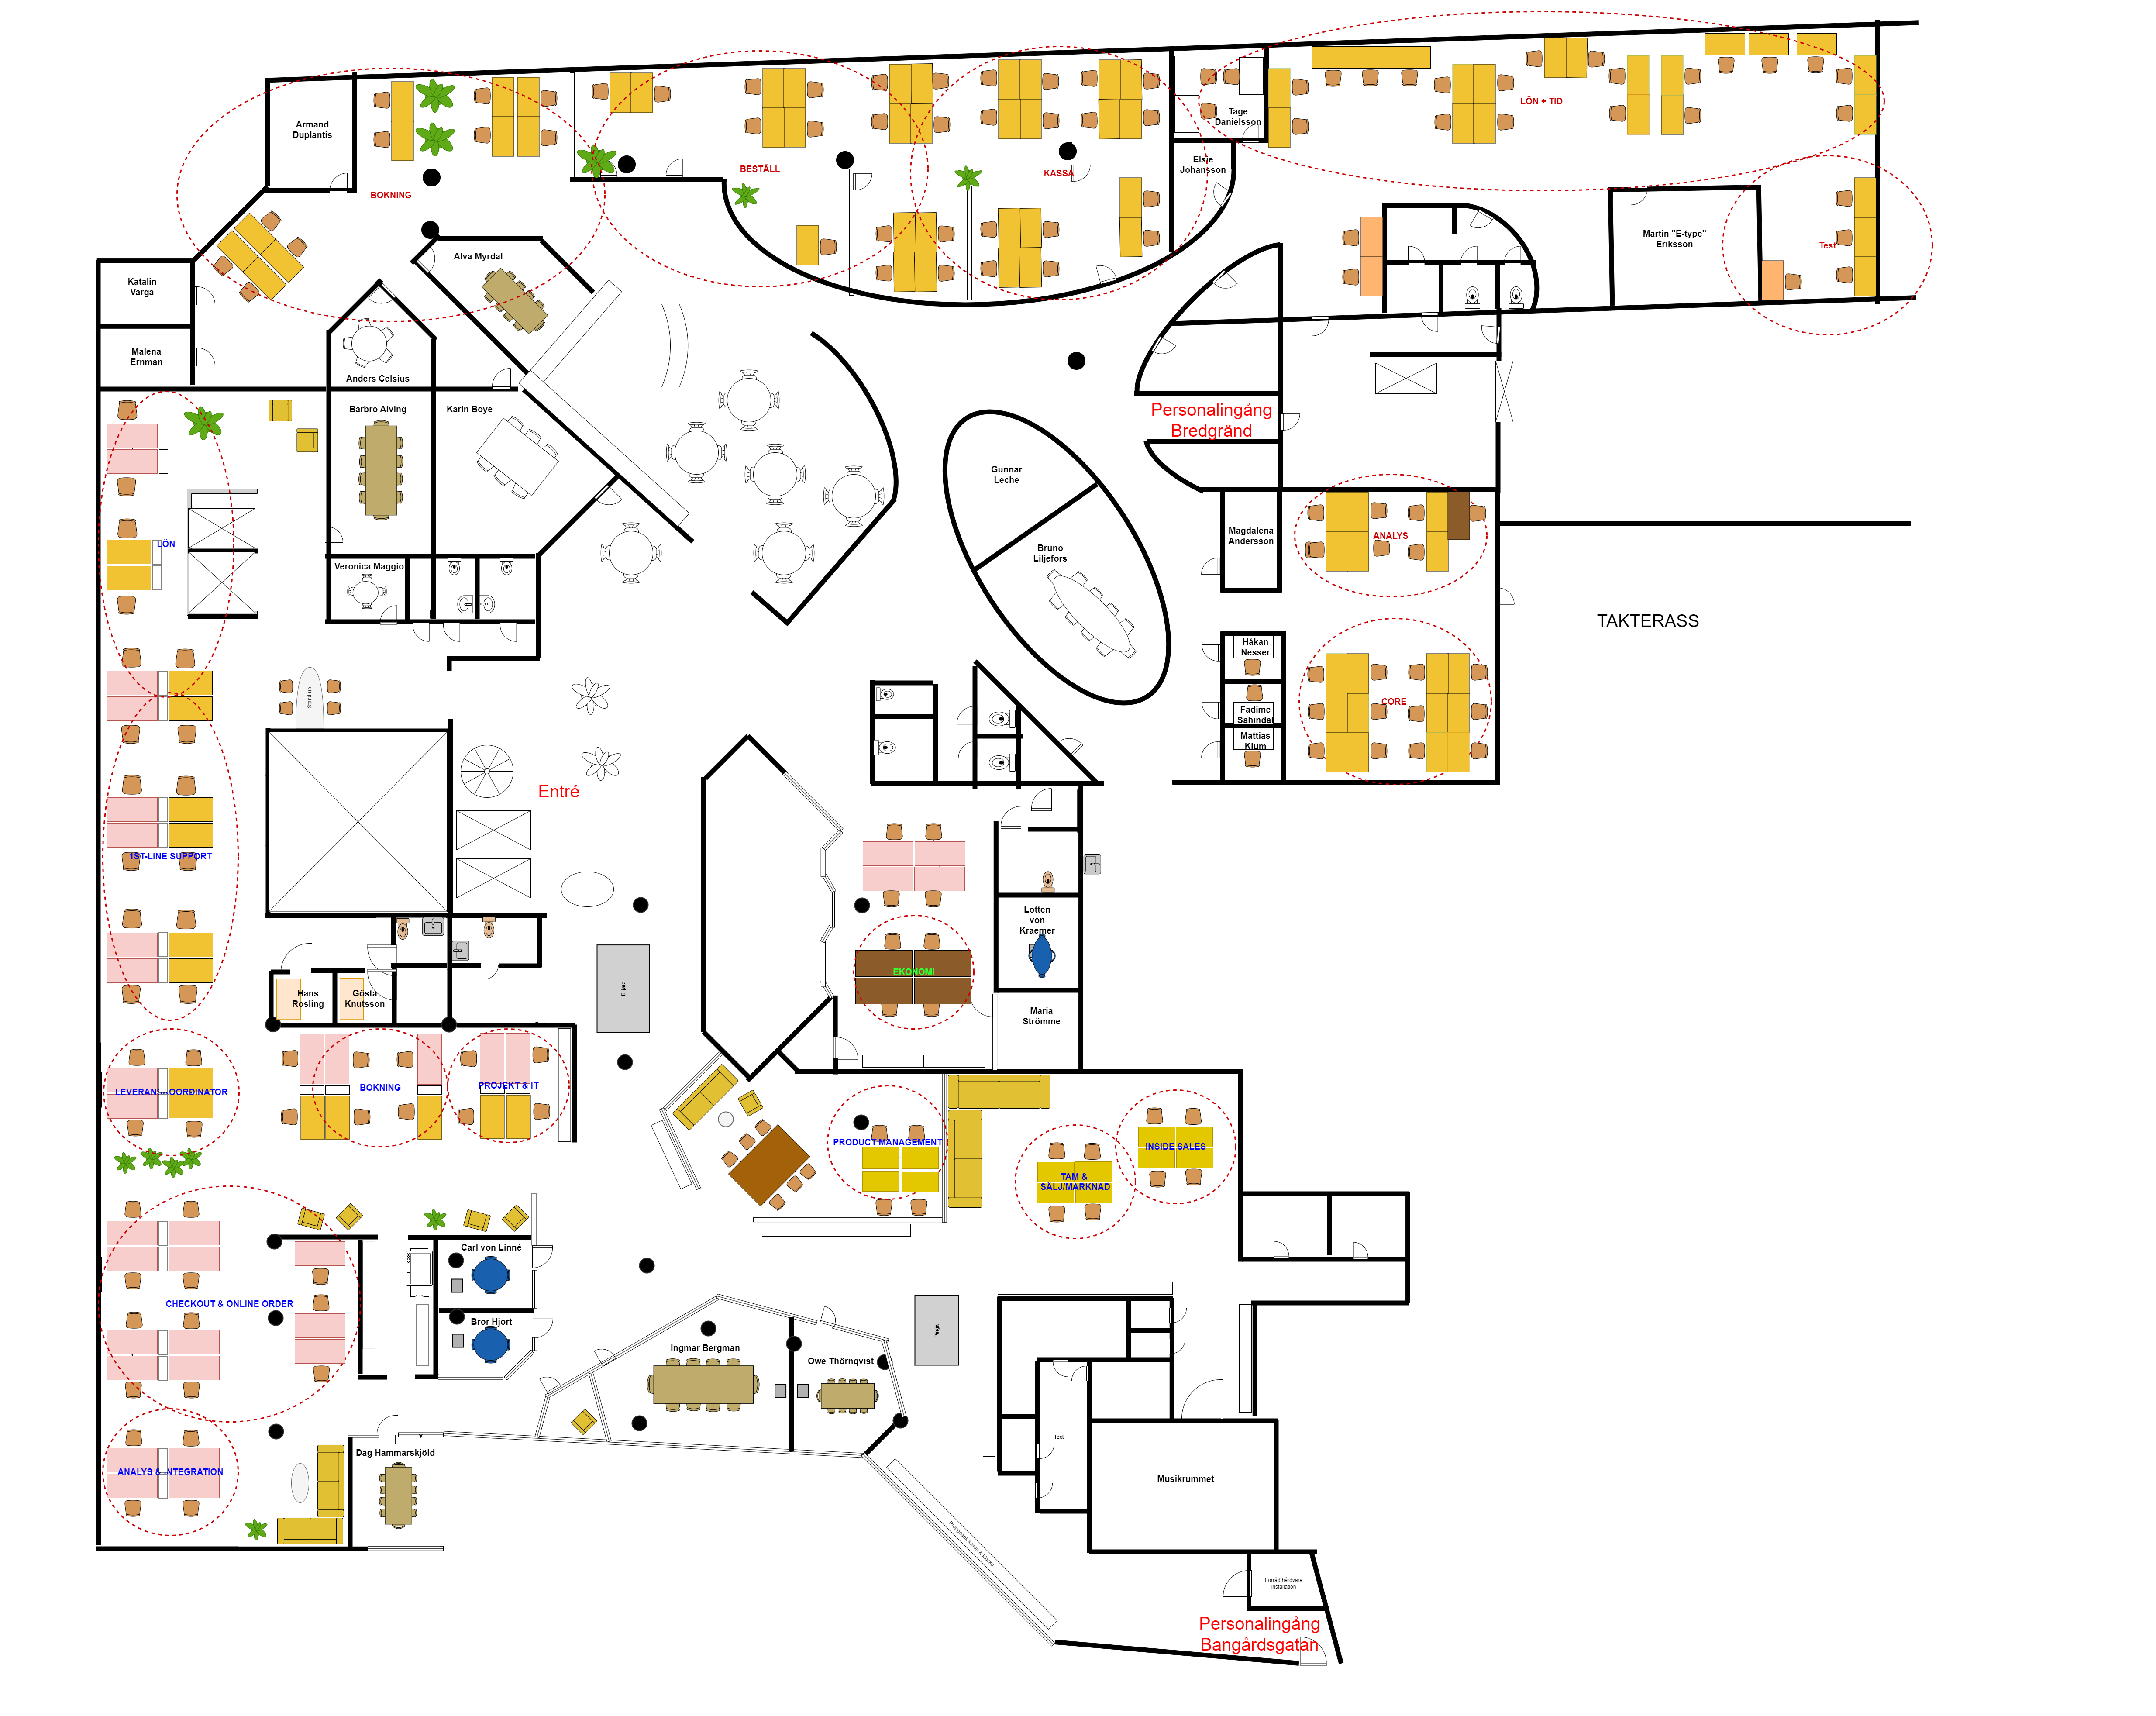 Armand
Duplantis
BOKNING
BESTÄLL
KASSA
Tage
Danielsson
Elsie
Johansson
LÖN + TID
Martin "E-type"
Eriksson
Test
Alva Myrdal
Katalin
Varga
Malena
Ernman
Anders Celsius
Barbro Alving
Karin Boye
Personalingång
Bredgränd
Gunnar
Leche
Bruno
Liljefors
Magdalena
Andersson
ANALYS
LÖN
Veronica Maggio
TAKTERASS
Håkan
Nesser
Fadime
Sahindal
Mattias
Klum
CORE
Stand-up
Entré
1ST-LINE SUPPORT
Lotten
von
Kraemer
EKONOMI
Hans
Rosling
Gösta
Knutsson
Biljard
Maria
Strömme
LEVERANSKOORDINATOR
BOKNING
PROJEKT & IT
PRODUCT MANAGEMENT
INSIDE SALES
TAM &
SÄLJ/MARKNAD
Carl von Linné
CHECKOUT & ONLINE ORDER
Bror Hjort
Ingmar Bergman
Owe Thörnqvist
Pingis
Text
Dag Hammarskjöld
ANALYS & INTEGRATION
Musikrummet
Preppbänk kassor & klocka
Förråd hårdvara
installation
Personalingång
Bangårdsgatan